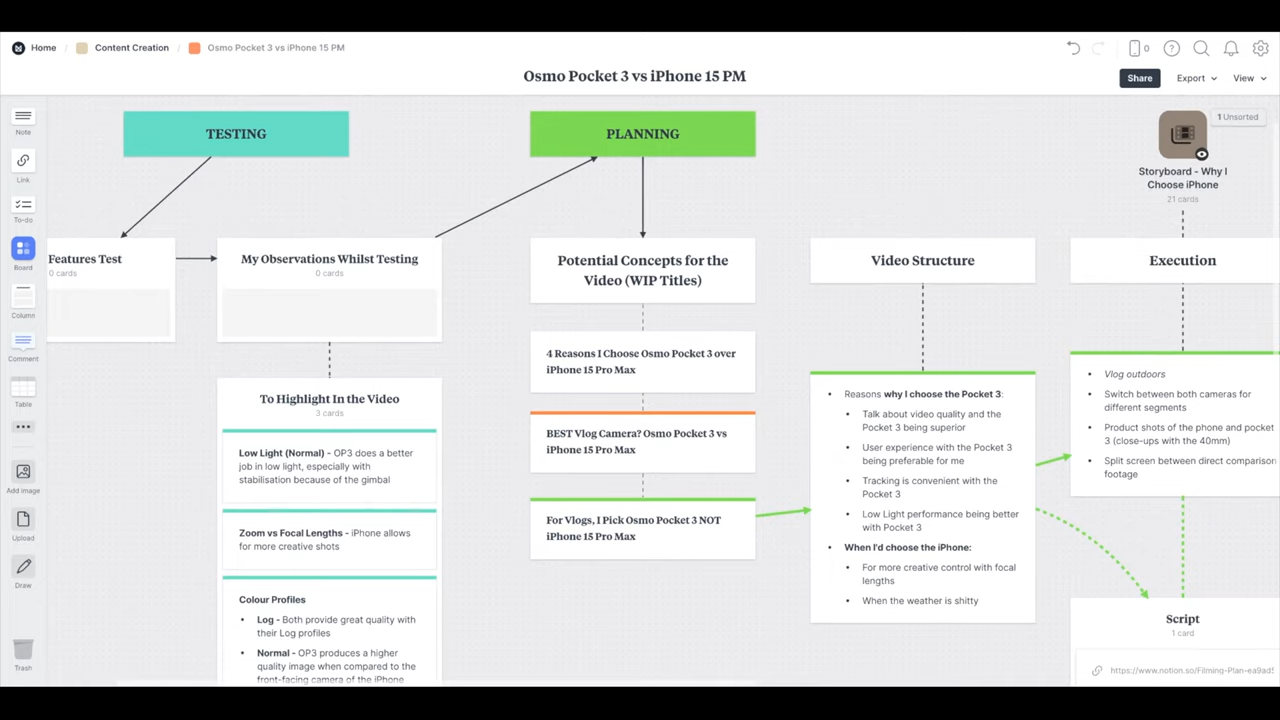 Home
Content Creation
Osmo Pocket 3 vs iPhone 15 PM
0
Osmo Pocket 3 vs iPhone 15 PM
Share
Export
View
Note
Link
To-do
Board
Column
Comment
Table
Add image
Upload
Draw
Trash
TESTING
Features Test
0 cards
My Observations Whilst Testing
0 cards
To Highlight In the Video
3 cards
Low Light (Normal) - OP3 does a better
job in low light, especially with
stabilisation because of the gimbal
Zoom vs Focal Lengths - iPhone allows
for more creative shots
Colour Profiles
• Log - Both provide great quality with
their Log profiles
• Normal - OP3 produces a higher
quality image when compared to the
front-facing camera of the iPhone
PLANNING
Potential Concepts for the
Video (WIP Titles)
4 Reasons I Choose Osmo Pocket 3 over
iPhone 15 Pro Max
BEST Vlog Camera? Osmo Pocket 3 vs
iPhone 15 Pro Max
For Vlogs, I Pick Osmo Pocket 3 NOT
iPhone 15 Pro Max
Video Structure
• Reasons why I choose the Pocket 3:
• Talk about video quality and the
Pocket 3 being superior
• User experience with the Pocket 3
being preferable for me
• Tracking is convenient with the
Pocket 3
• Low Light performance being better
with Pocket 3
• When I'd choose the iPhone:
• For more creative control with focal
lengths
• When the weather is shitty
1 Unsorted
Storyboard - Why I
Choose iPhone
21 cards
Execution
• Vlog outdoors
• Switch between both cameras for
different segments
• Product shots of the phone and pocket
3 (close-ups with the 40mm)
• Split screen between direct comparison
footage
Script
1 card
https://www.notion.so/Filming-Plan-ea9ad5